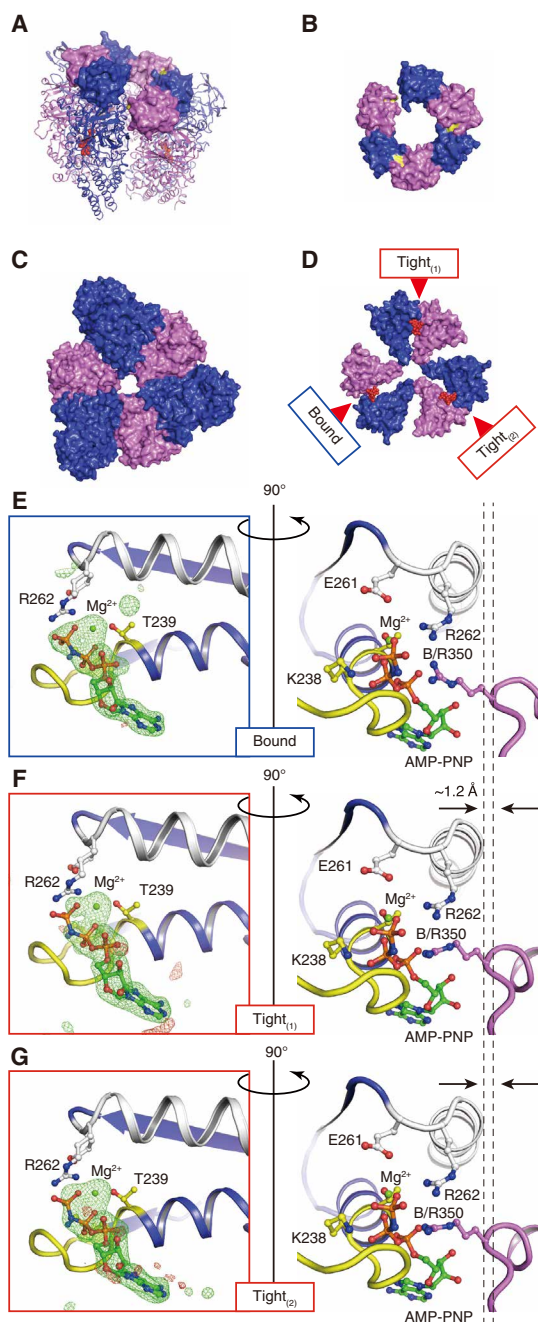 A
B
C
D
Tight(1)
Bound
Tight(2)
E
90°
R262
Mg²⁺
T239
Bound
E261
Mg²⁺
R262
K238
B/R350
AMP-PNP
F
90°
~1.2 Å
R262
Mg²⁺
T239
Tight(1)
E261
Mg²⁺
R262
B/R350
K238
AMP-PNP
G
90°
R262
Mg²⁺
T239
Tight(2)
E261
Mg²⁺
R262
B/R350
K238
AMP-PNP